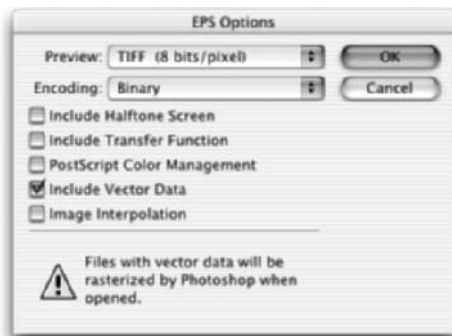 EPS Options
Preview: TIFF (8 bits/pixel) OK
Encoding: Binary Cancel
Include Halftone Screen
Include Transfer Function
PostScript Color Management
Include Vector Data
Image Interpolation
Files with vector data will be
rasterized by Photoshop when
opened.